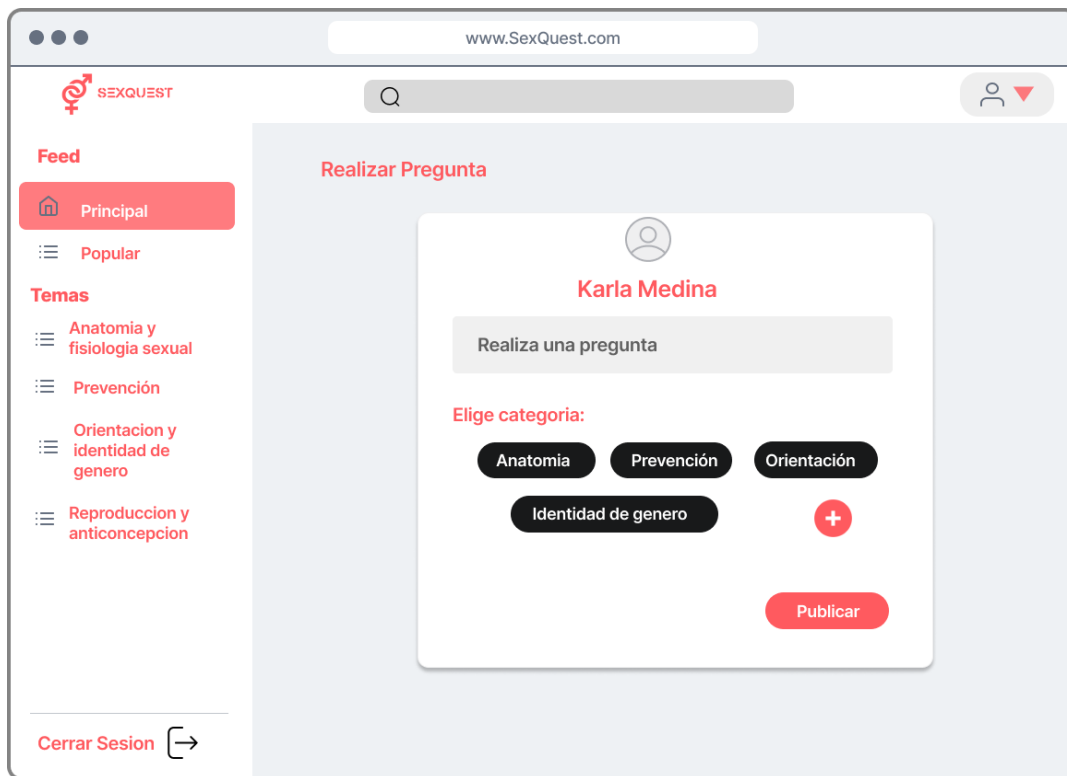 www.SexQuest.com
SEXQUEST
Feed
Principal
Popular
Temas
Anatomia y
fisiologia sexual
Prevención
Orientacion y
identidad de
genero
Reproduccion y
anticoncepcion
Cerrar Sesion
Realizar Pregunta
Karla Medina
Realiza una pregunta
Elige categoria:
Anatomia
Prevención
Orientación
Identidad de genero
Publicar